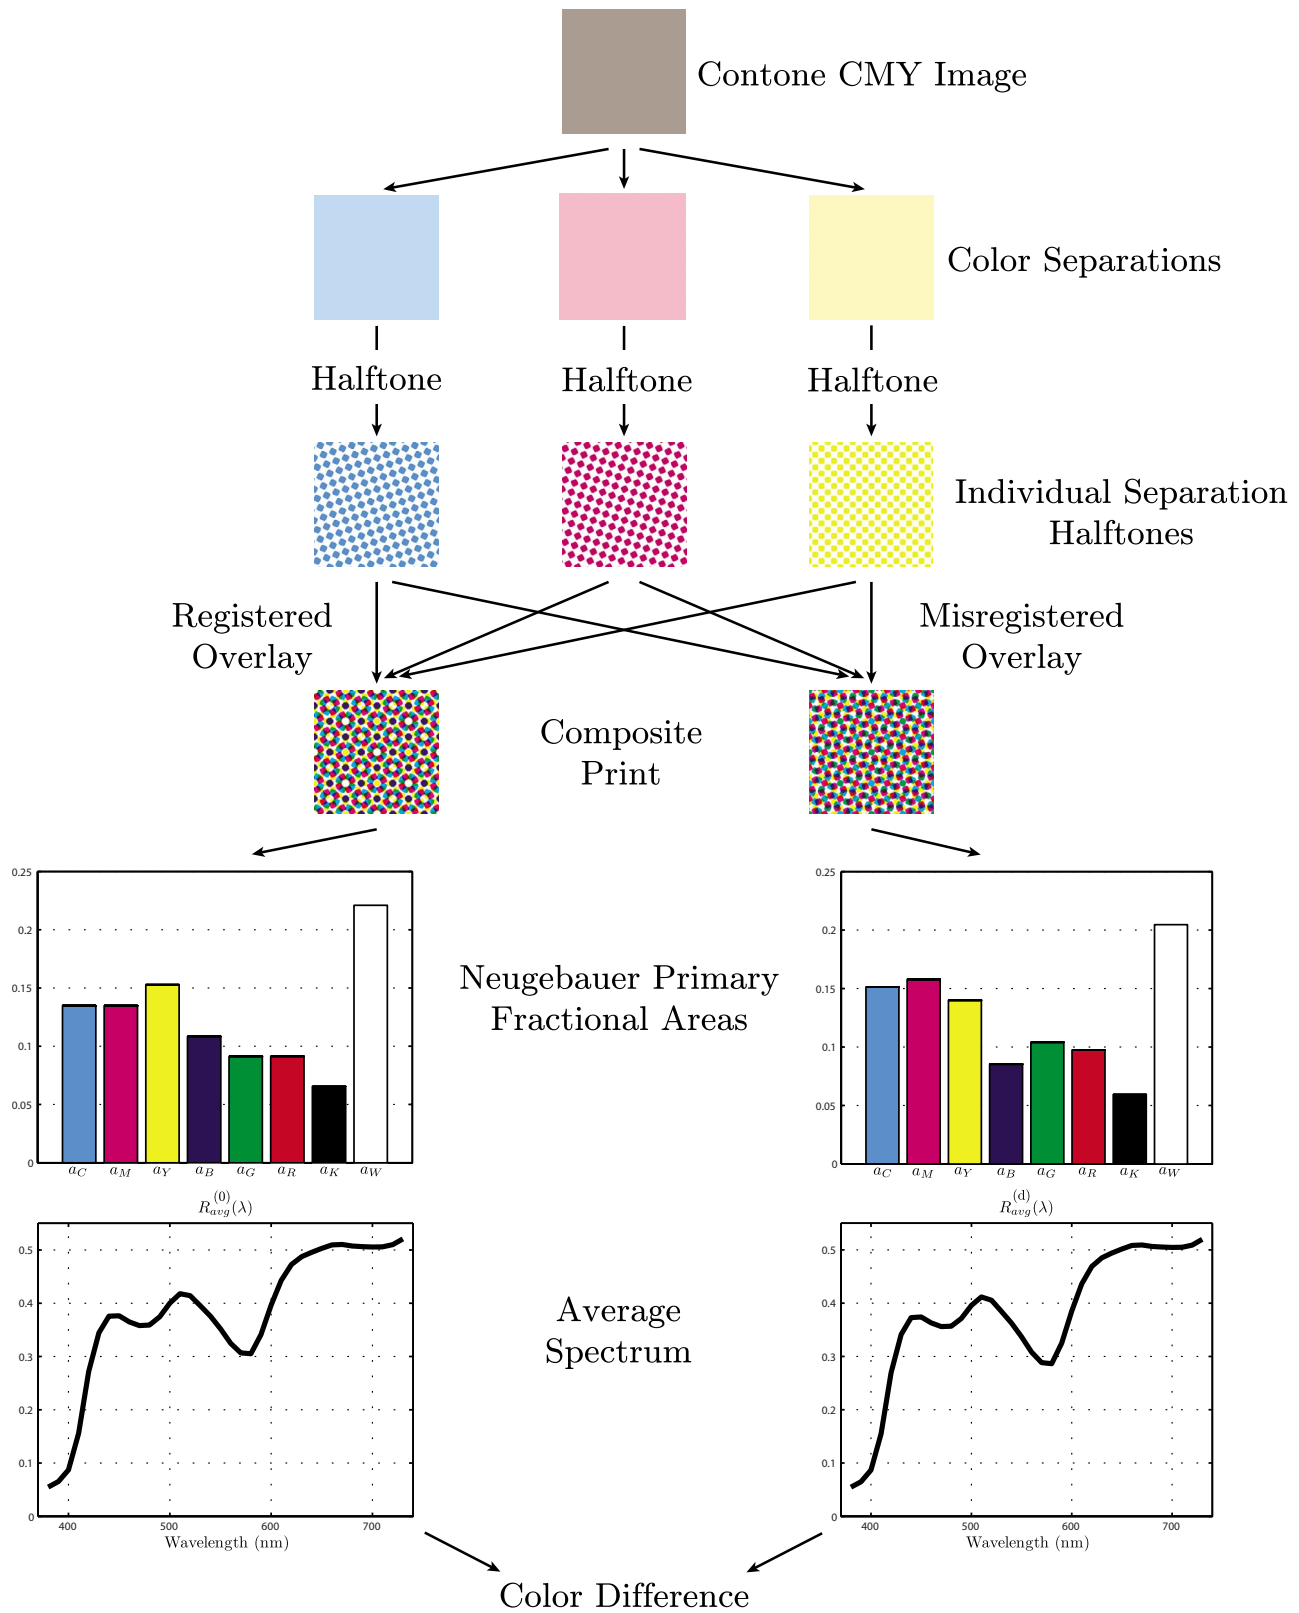 Contone CMY Image
Color Separations
Halftone Halftone Halftone
Individual Separation
Halftones
Registered
Overlay
Misregistered
Overlay
Composite
Print
0.25
0.2
0.15
0.1
0.05
0
a_C a_M a_Y a_B a_G a_R a_K a_W
Neugebauer Primary
Fractional Areas
0.25
0.2
0.15
0.1
0.05
0
a_C a_M a_Y a_B a_G a_R a_K a_W
R_{avg}^{(0)}(λ)
0.5
0.4
0.3
0.2
0.1
0
400 500 600 700
Wavelength (nm)
Average
Spectrum
R_{avg}^{(d)}(λ)
0.5
0.4
0.3
0.2
0.1
0
400 500 600 700
Wavelength (nm)
Color Difference